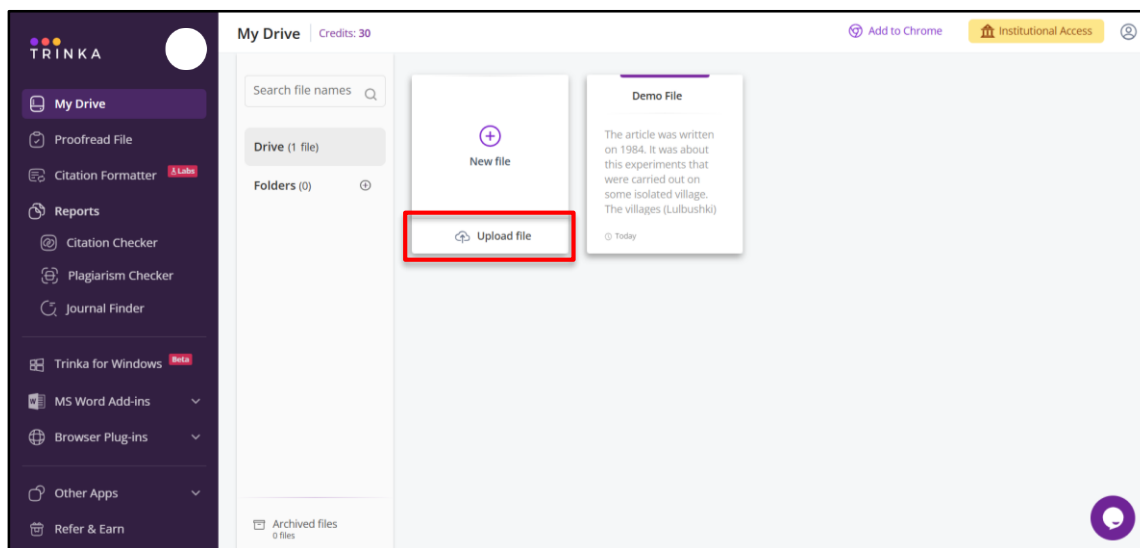 TRINKA
My Drive
Proofread File
Citation Formatter Labs
Reports
Citation Checker
Plagiarism Checker
Journal Finder
Trinka for Windows Beta
MS Word Add-ins
Browser Plug-ins
Other Apps
Refer & Earn
My Drive Credits: 30
Add to Chrome
Institutional Access
Search file names
Drive (1 file)
Folders (0)
Archived files
0 files
New file
Upload file
Demo File
The article was written
on 1984. It was about
this experiments that
were carried out on
some isolated village.
The villages (Lulbushki)
Today